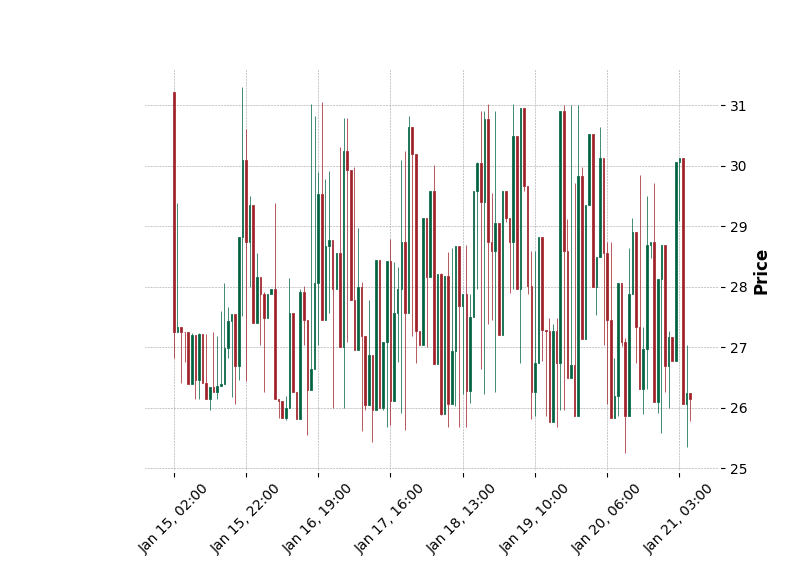 31
30
29
28
27
26
25
Price
Jan 15, 02:00
Jan 15, 22:00
Jan 16, 19:00
Jan 17, 16:00
Jan 18, 13:00
Jan 19, 10:00
Jan 20, 06:00
Jan 21, 03:00